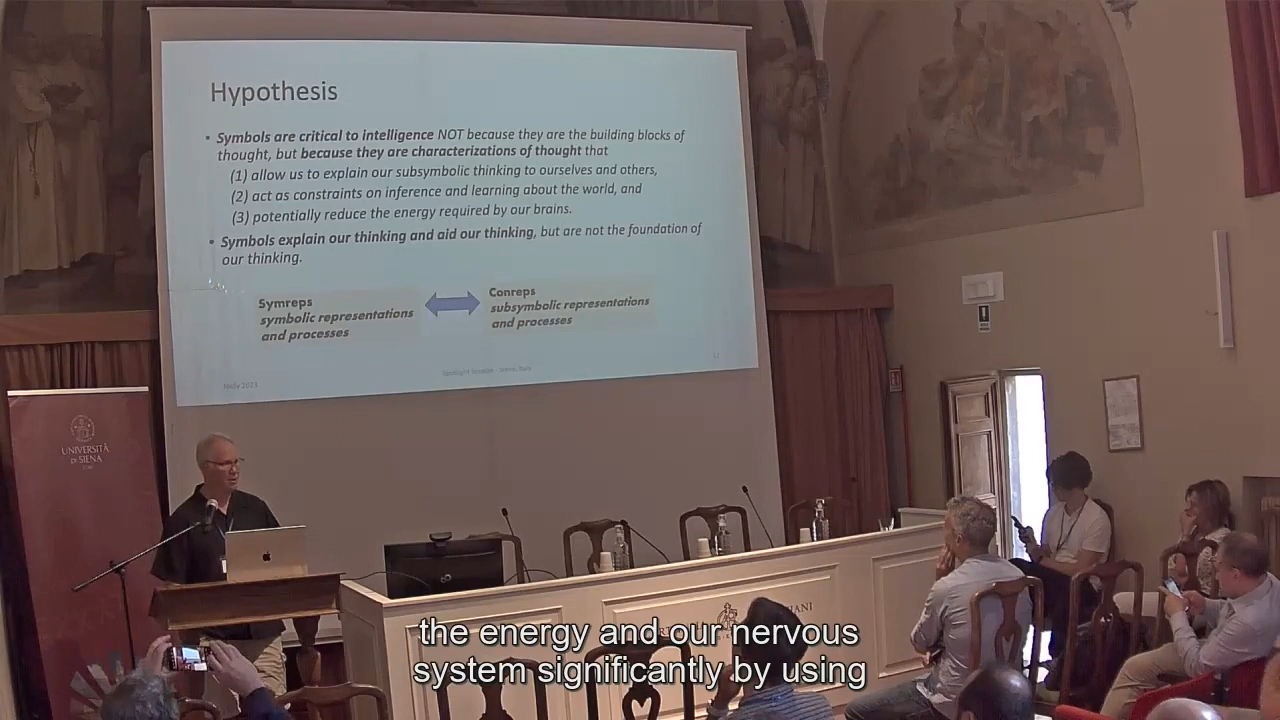 Hypothesis
• Symbols are critical to intelligence NOT because they are the building blocks of
thought, but because they are characterizations of thought that
(1) allow us to explain our subsymbolic thinking to ourselves and others,
(2) act as constraints on inference and learning about the world, and
(3) potentially reduce the energy required by our brains.
• Symbols explain our thinking and aid our thinking, but are not the foundation of
our thinking.
Symreps
symbolic representations
and processes
Conreps
subsymbolic representations
and processes
UNIVERSITÀ
DI SIENA
the energy and our nervous
system significantly by using